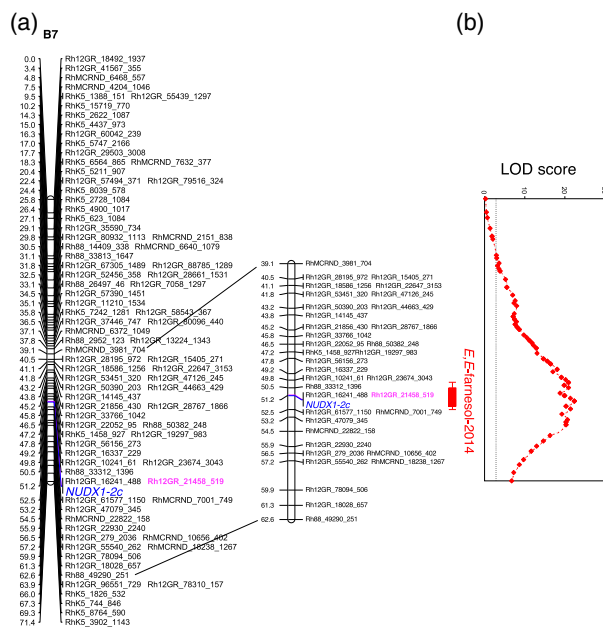 (a)
B7
0.0 Rh12GR_18492_1937
3.4 Rh12GR_41567_355
4.8 RhMCRND_6468_557
7.5 RhMCRND_4204_1046
9.5 RhK5_1388_151 Rh12GR_55439_1297
10.2 RhK5_15719_770
14.3 RhK5_2622_1087
15.0 RhK5_4437_973
16.3 Rh12GR_60042_239
17.0 RhK5_5747_2166
17.7 Rh12GR_29503_3008
18.3 RhK5_6564_865 RhMCRND_7632_377
20.4 RhK5_5211_907
22.4 Rh12GR_57494_371 Rh12GR_79516_324
24.4 RhK5_8039_578
25.8 RhK5_2728_1084
26.4 RhK5_4900_1017
27.1 RhK5_623_1084
29.1 Rh12GR_35590_734
29.8 Rh12GR_80932_1113 RhMCRND_2151_838
30.5 Rh88_14409_338 RhMCRND_6640_1079
31.1 Rh88_33813_1647
31.8 Rh12GR_67305_1489 Rh12GR_88785_1289
32.5 Rh12GR_52456_358 Rh12GR_28661_1531
33.1 Rh88_26497_46 Rh12GR_7058_1297
34.5 Rh12GR_57390_1451
35.1 Rh12GR_11210_1534
35.8 RhK5_7242_1281 Rh12GR_58543_367
36.5 Rh12GR_37446_747 Rh12GR_80096_440
37.1 RhMCRND_6372_1049
37.8 Rh88_2952_123 Rh12GR_13224_1343
39.1 RhMCRND_3981_704
40.5 Rh12GR_28195_972 Rh12GR_15405_271
41.1 Rh12GR_18586_1256 Rh12GR_22647_3153
41.8 Rh12GR_53451_320 Rh12GR_47126_245
43.2 Rh12GR_50390_203 Rh12GR_44663_429
43.8 Rh12GR_14145_437
45.2 Rh12GR_21856_430 Rh12GR_28767_1866
45.8 Rh12GR_33766_1042
46.5 Rh12GR_22052_95 Rh88_50382_248
47.2 RhK5_1458_927 Rh12GR_19297_983
47.8 Rh12GR_56156_273
49.2 Rh12GR_16337_229
49.8 Rh12GR_10241_61 Rh12GR_23674_3043
50.5 Rh88_33312_1396
51.2 Rh12GR_16241_488 Rh12GR_21458_519
NUDX1-2c
52.5 Rh12GR_61577_1150 RhMCRND_7001_749
53.2 Rh12GR_47079_345
54.5 RhMCRND_22822_158
55.9 Rh12GR_22930_2240
56.5 Rh12GR_279_2036 RhMCRND_10656_402
57.2 Rh12GR_55540_262 RhMCRND_18238_1267
59.9 Rh12GR_78094_506
61.3 Rh12GR_18028_657
62.6 Rh88_49290_251
63.9 Rh12GR_96551_729 Rh12GR_78310_157
66.0 RhK5_1826_532
67.3 RhK5_744_846
69.3 RhK5_8764_590
71.4 RhK5_3902_1143
39.1 RhMCRND_3981_704
40.5 Rh12GR_28195_972 Rh12GR_15405_271
41.1 Rh12GR_18586_1256 Rh12GR_22647_3153
41.8 Rh12GR_53451_320 Rh12GR_47126_245
43.2 Rh12GR_50390_203 Rh12GR_44663_429
43.8 Rh12GR_14145_437
45.2 Rh12GR_21856_430 Rh12GR_28767_1866
45.8 Rh12GR_33766_1042
46.5 Rh12GR_22052_95 Rh88_50382_248
47.2 RhK5_1458_927Rh12GR_19297_983
47.8 Rh12GR_56156_273
49.2 Rh12GR_16337_229
49.8 Rh12GR_10241_61 Rh12GR_23674_3043
50.5 Rh88_33312_1396
51.2 Rh12GR_16241_488 Rh12GR_21458_519
NUDX1-2c
52.5 Rh12GR_61577_1150 RhMCRND_7001_749
53.2 Rh12GR_47079_345
54.5 RhMCRND_22822_158
55.9 Rh12GR_22930_2240
56.5 Rh12GR_279_2036 RhMCRND_10656_402
57.2 Rh12GR_55540_262 RhMCRND_18238_1267
59.9 Rh12GR_78094_506
61.3 Rh12GR_18028_657
62.6 Rh88_49290_251
E,E-farnesol-2014
(b)
LOD score
0 10 20